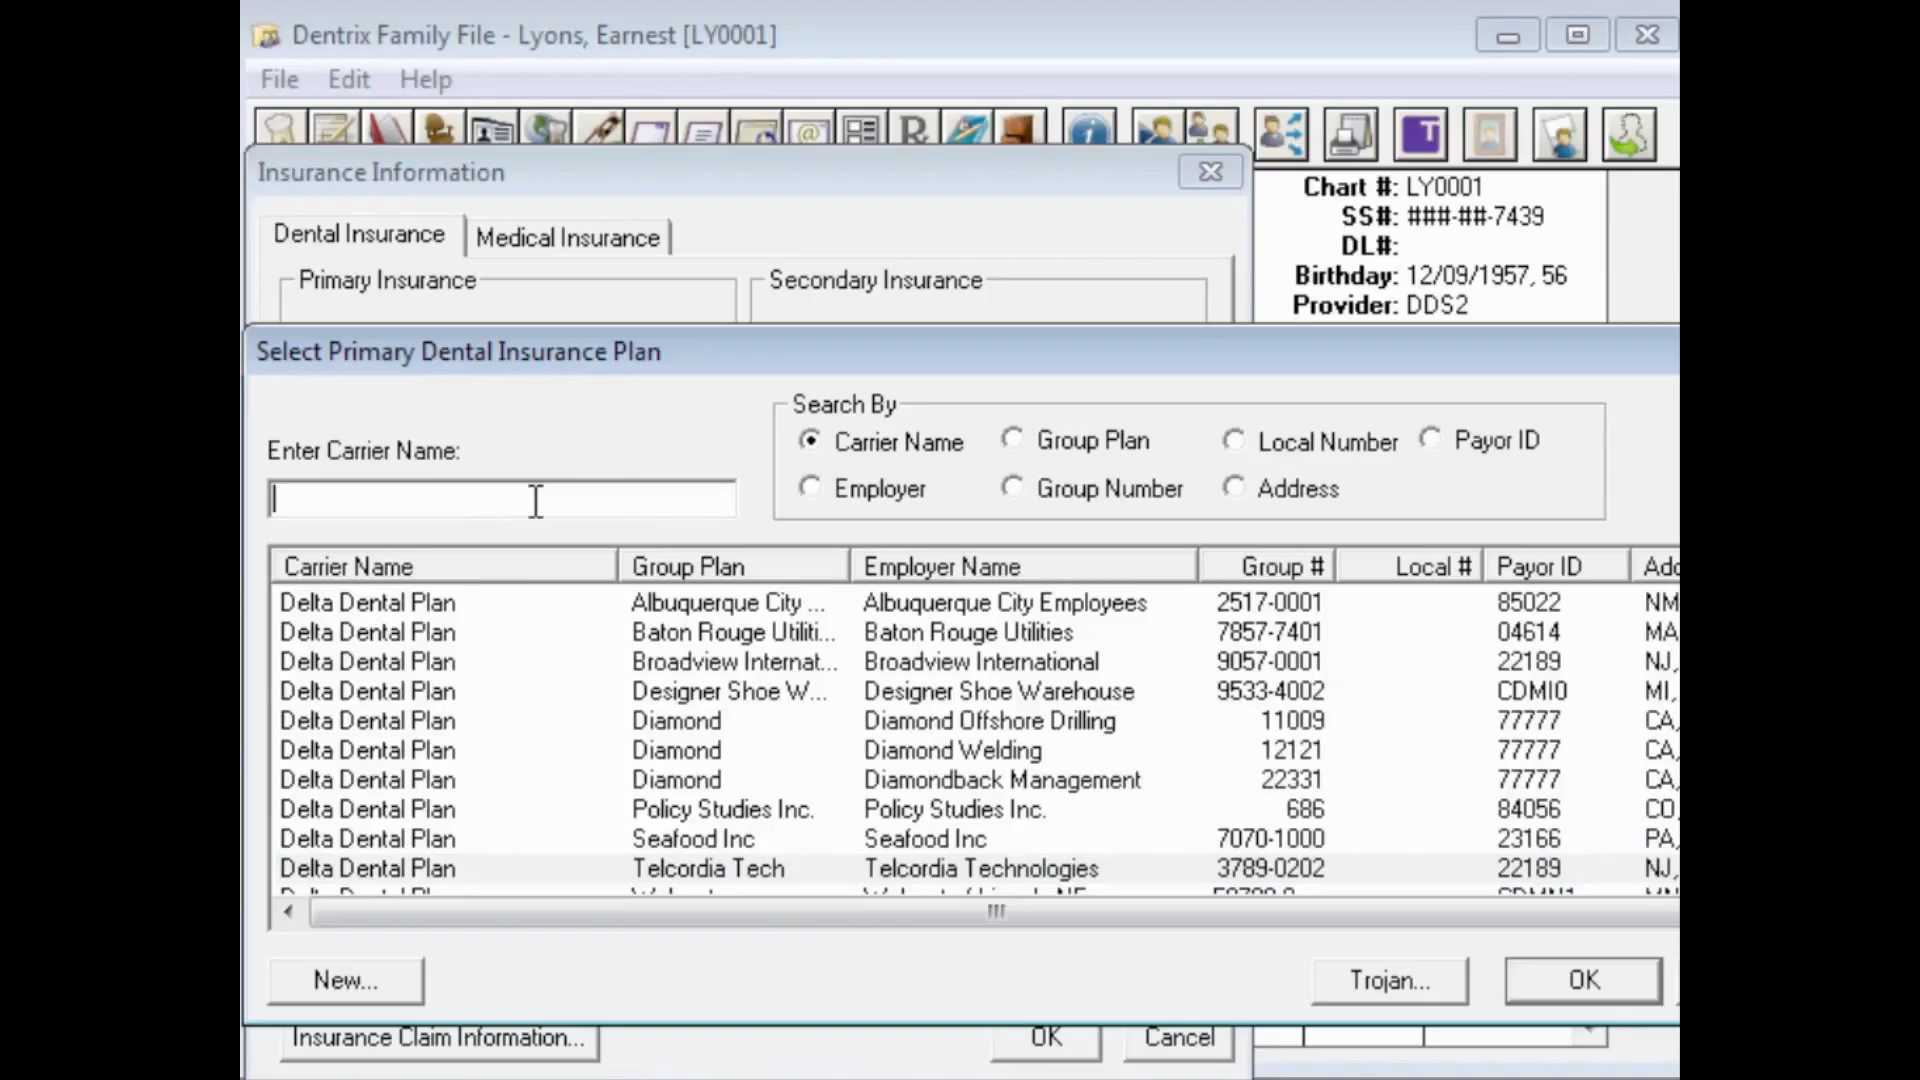 Dentrix Family File - Lyons, Earnest [LY0001]
File Edit Help
Insurance Information
Chart #: LY0001
SS#: ###-##-7439
DL#:
Birthday: 12/09/1957, 56
Provider: DDS2
Dental Insurance Medical Insurance
Primary Insurance Secondary Insurance
Select Primary Dental Insurance Plan
Search By
Enter Carrier Name:
Carrier Name Group Plan Local Number Payor ID
Employer Group Number Address
Carrier Name Group Plan Employer Name Group # Local # Payor ID
Delta Dental Plan Albuquerque City ... Albuquerque City Employees 2517-0001 85022 NM
Delta Dental Plan Baton Rouge Utiliti... Baton Rouge Utilities 7857-7401 04614 MA
Delta Dental Plan Broadview Internat... Broadview International 9057-0001 22189 NJ,
Delta Dental Plan Designer Shoe W... Designer Shoe Warehouse 9533-4002 CDMI0 MI,
Delta Dental Plan Diamond Diamond Offshore Drilling 11009 77777 CA,
Delta Dental Plan Diamond Diamond Welding 12121 77777 CA,
Delta Dental Plan Diamond Diamondback Management 22331 77777 CA,
Delta Dental Plan Policy Studies Inc. Policy Studies Inc. 686 84056 CO,
Delta Dental Plan Seafood Inc Seafood Inc 7070-1000 23166 PA,
Delta Dental Plan Telcordia Tech Telcordia Technologies 3789-0202 22189 NJ,
Delta Dental Plan
New... Trojan... OK
Insurance Claim Information... OK Cancel